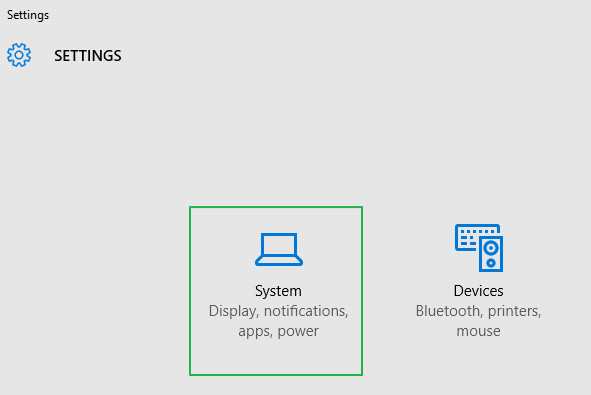 Settings
SETTINGS
System
Display, notifications,
apps, power
Devices
Bluetooth, printers,
mouse